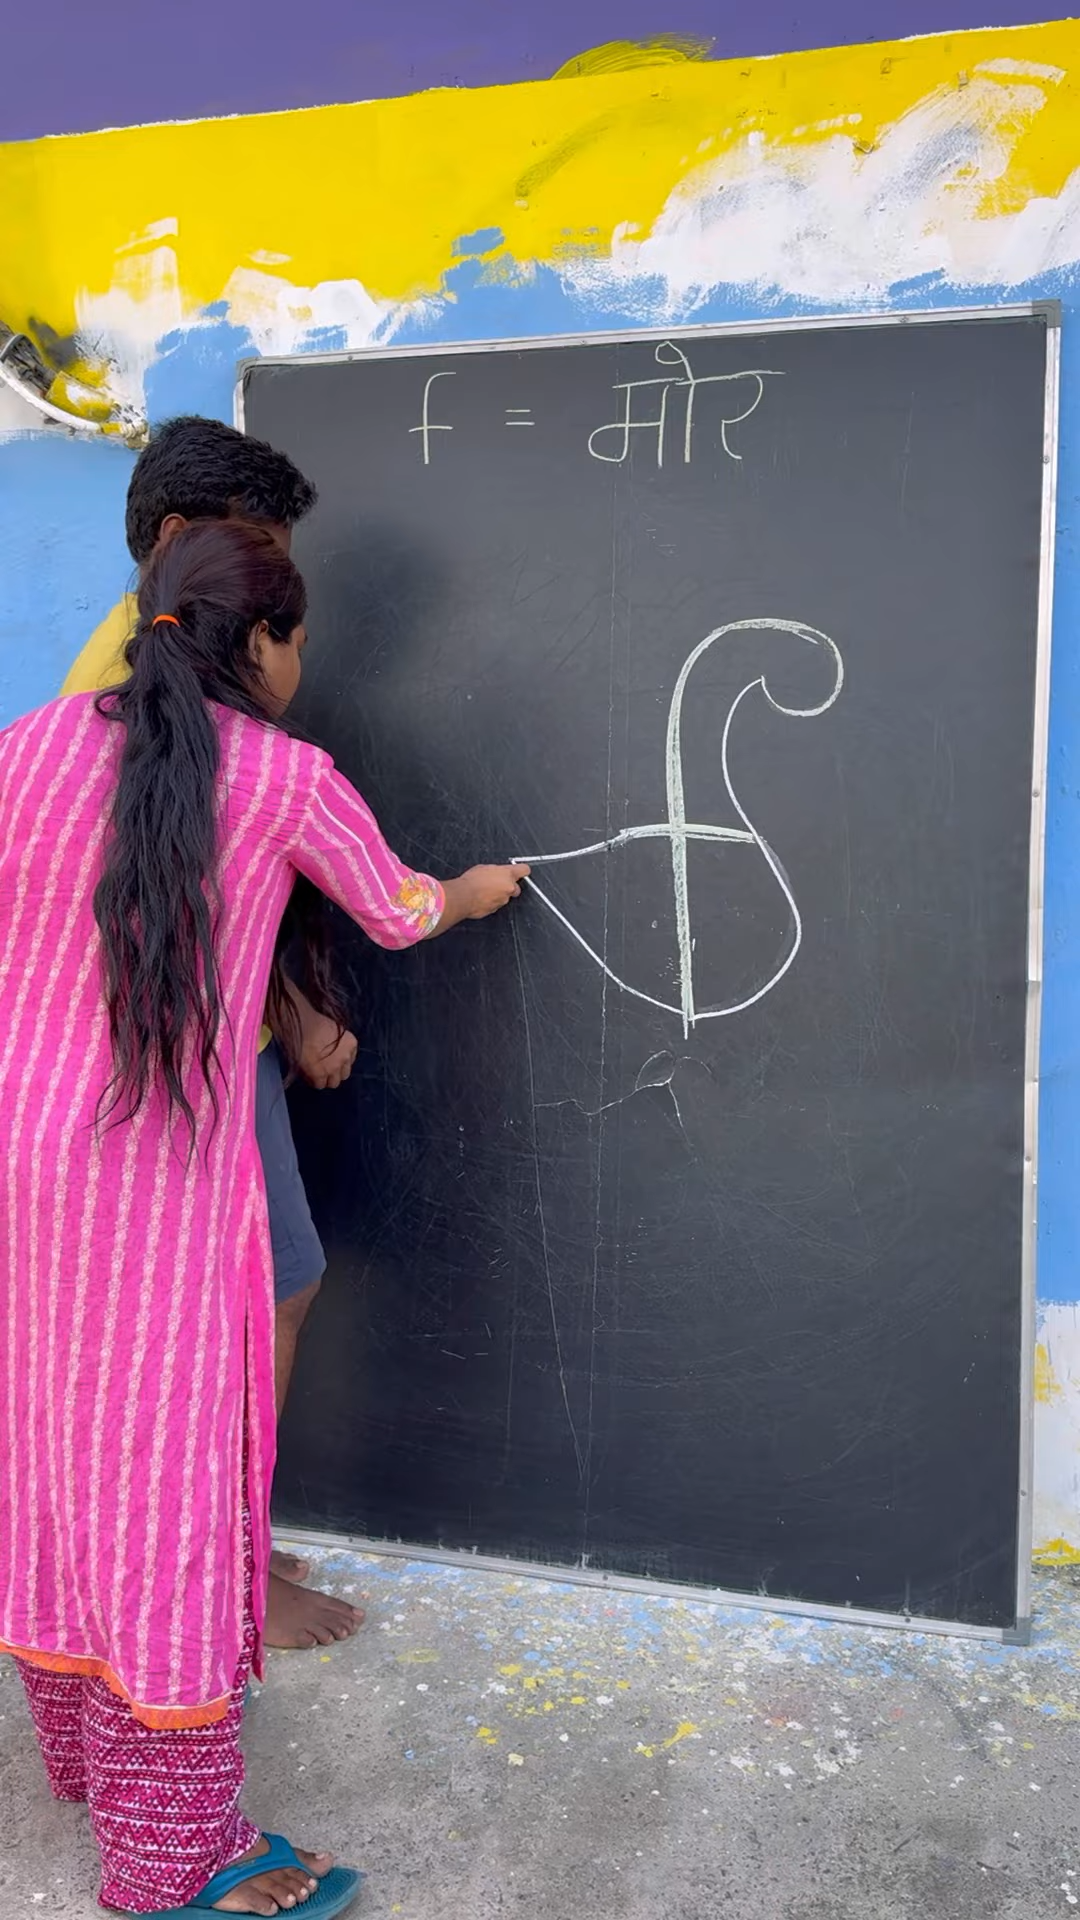 f = मोर